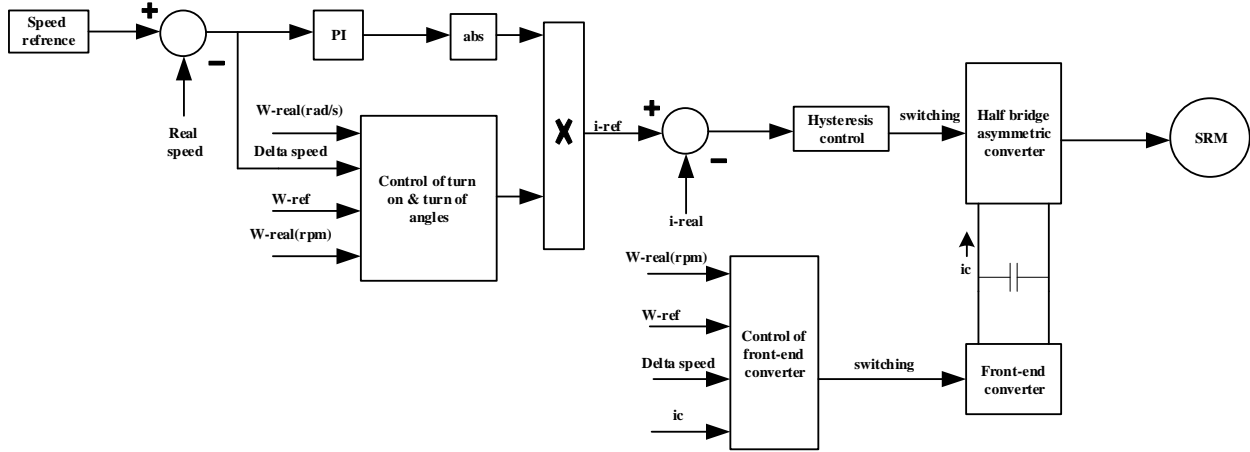 Speed
refrence
+
−
Real
speed
PI
abs
W-real(rad/s)
Delta speed
W-ref
W-real(rpm)
Control of turn
on & turn of
angles
X
i-ref
+
−
i-real
Hysteresis
control
switching
Half bridge
asymmetric
converter
SRM
ic
W-real(rpm)
W-ref
Delta speed
ic
Control of
front-end
converter
switching
Front-end
converter